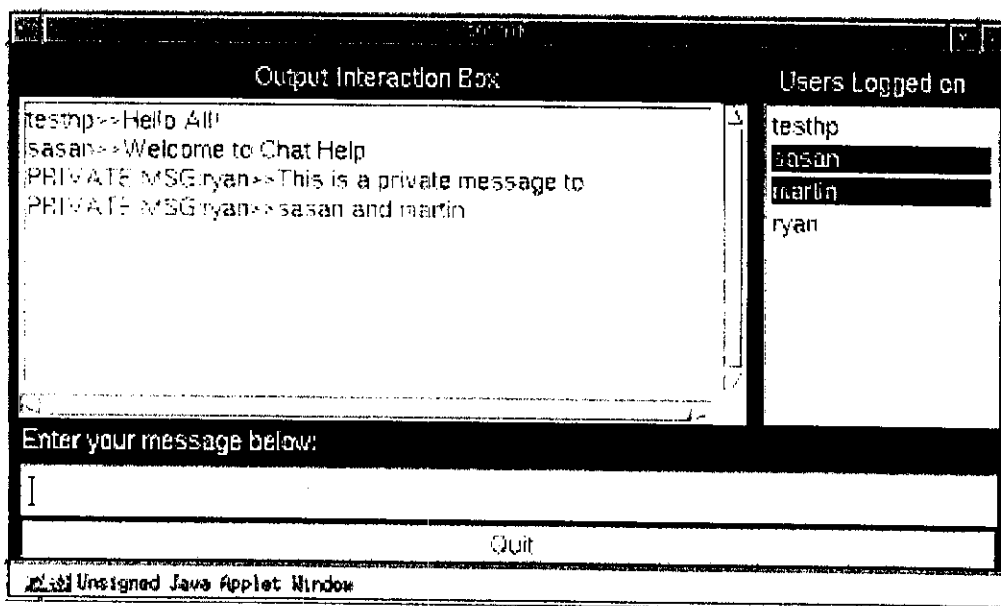 Output Interaction Box
Users Logged on
testhp>>Hello All!
sasan>>Welcome to Chat Help
PRIVATE MSG:ryan>>This is a private message to
PRIVATE MSG:ryan>>sasan and martin
testhp
sasan
martin
ryan
Enter your message below:
Quit
Unsigned Java Applet Window